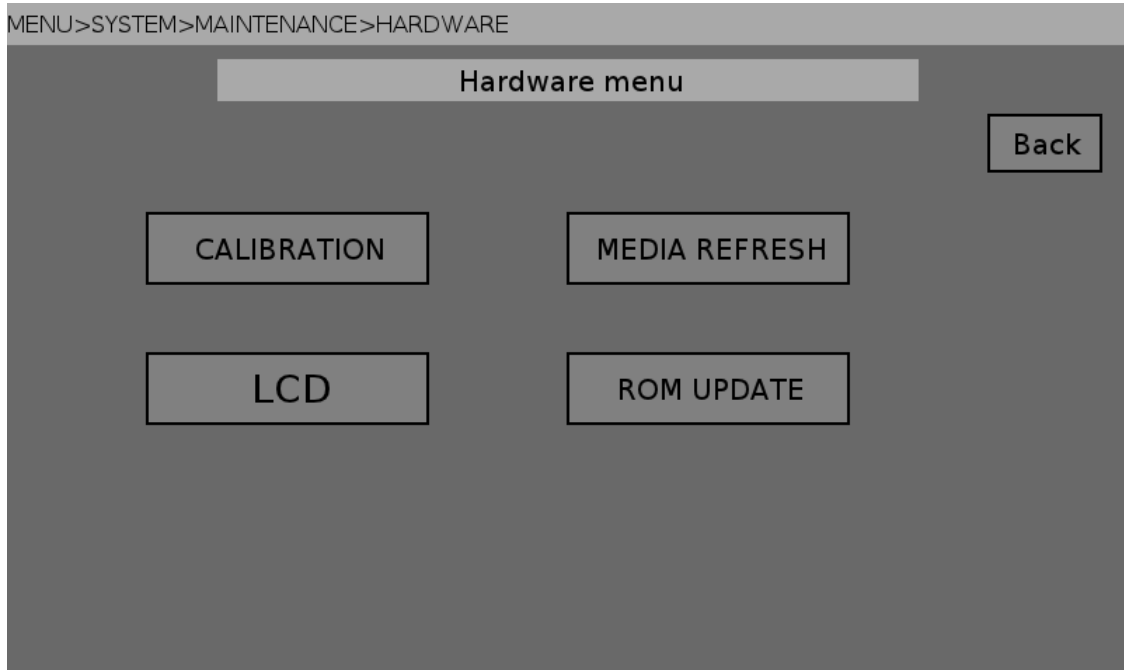 MENU>SYSTEM>MAINTENANCE>HARDWARE
Hardware menu
Back
CALIBRATION
MEDIA REFRESH
LCD
ROM UPDATE